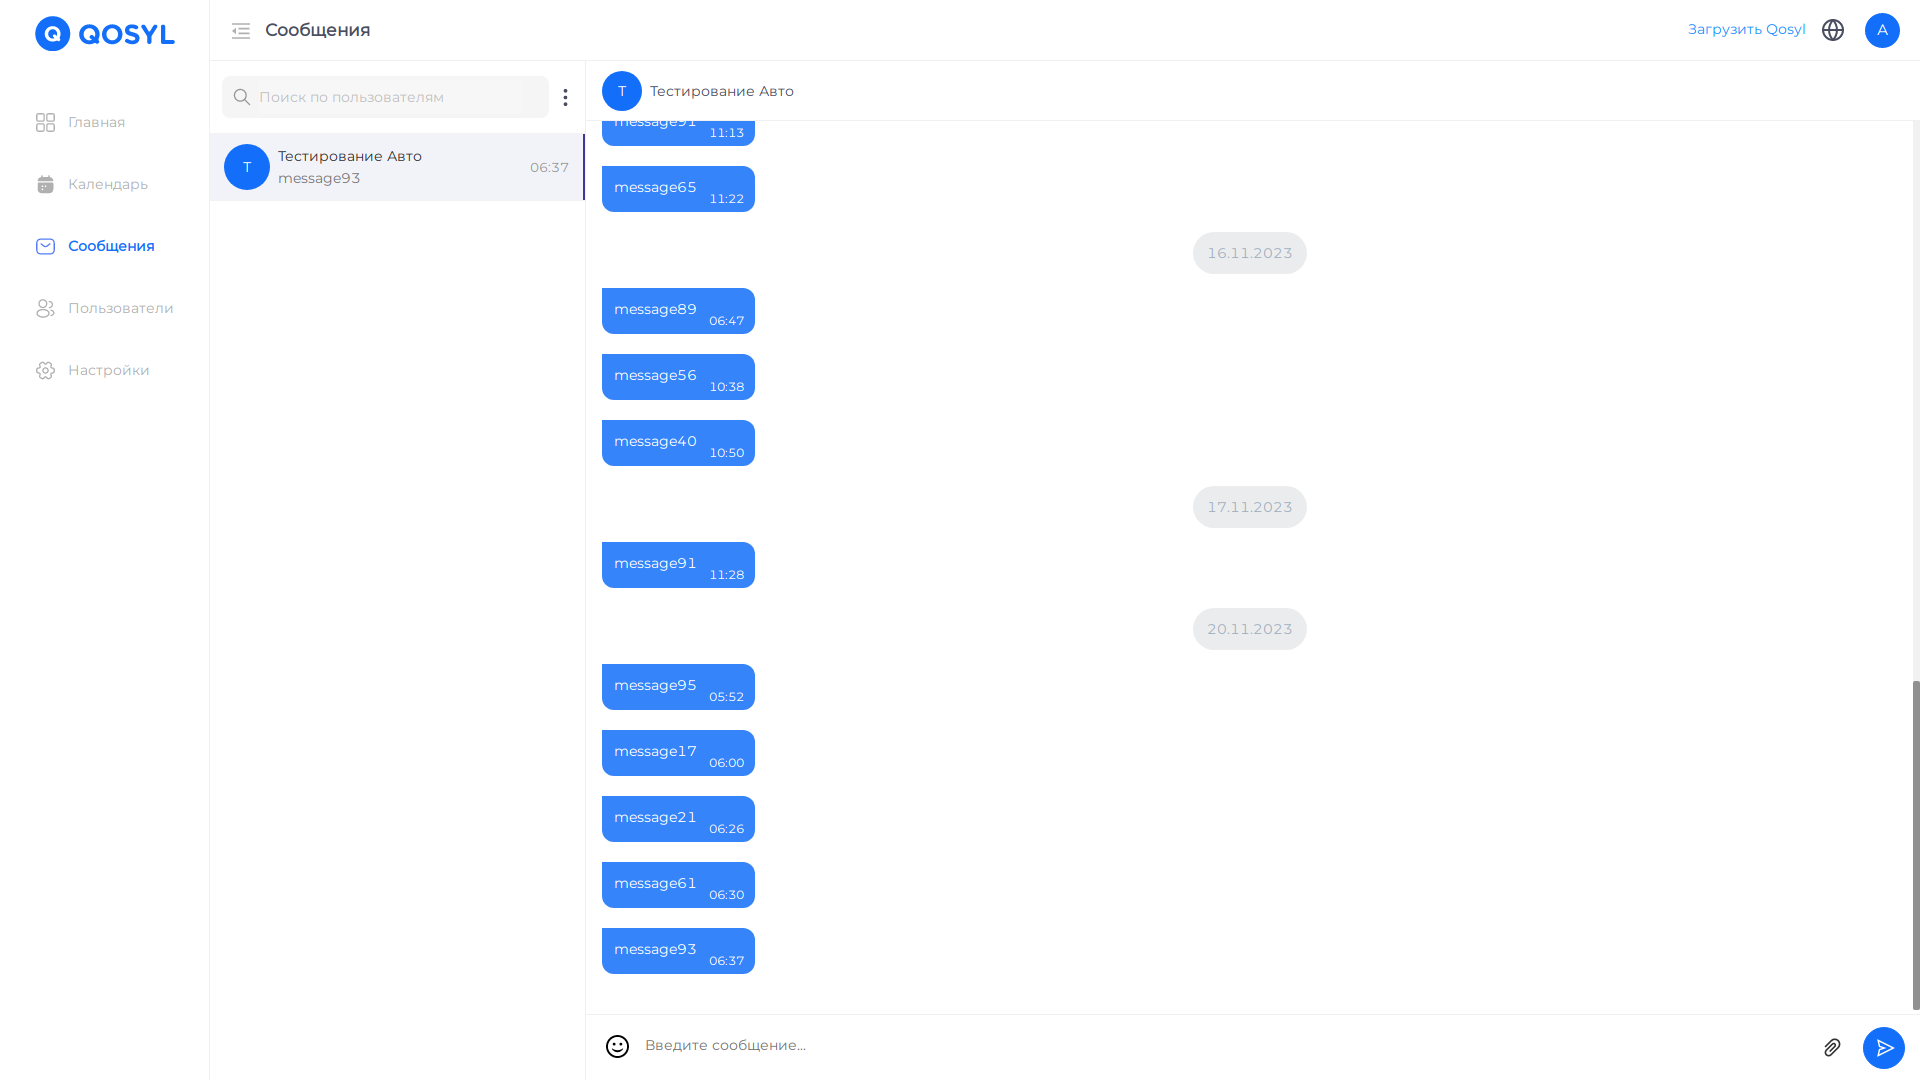 QOSYL
Главная
Календарь
Сообщения
Пользователи
Настройки
Сообщения
Загрузить Qosyl
A
Поиск по пользователям
T
Тестирование Авто
message93
06:37
T
Тестирование Авто
message91
11:13
message65
11:22
16.11.2023
message89
06:47
message56
10:38
message40
10:50
17.11.2023
message91
11:28
20.11.2023
message95
05:52
message17
06:00
message21
06:26
message61
06:30
message93
06:37
Введите сообщение...